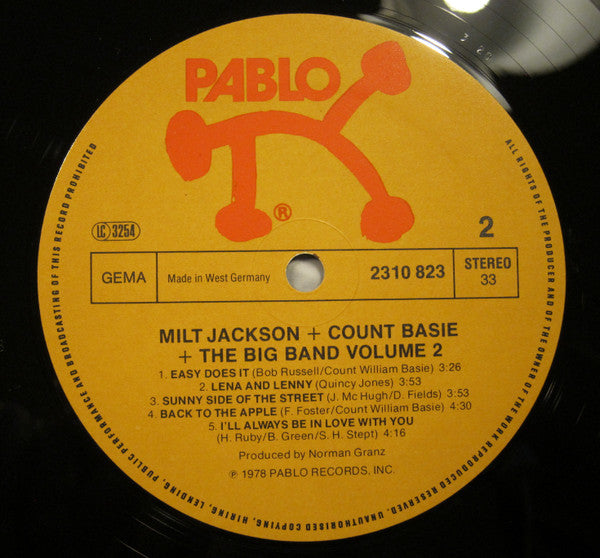 PABLO
®
LC 3254
2
GEMA
Made in West Germany
2310 823
STEREO
33
MILT JACKSON + COUNT BASIE
+ THE BIG BAND VOLUME 2
1. EASY DOES IT (Bob Russell/Count William Basie) 3:26
2. LENA AND LENNY (Quincy Jones) 3:53
3. SUNNY SIDE OF THE STREET (J. Mc Hugh/D. Fields) 3:53
4. BACK TO THE APPLE (F. Foster/Count William Basie) 4:30
5. I'LL ALWAYS BE IN LOVE WITH YOU
(H. Ruby/B. Green/S. H. Stept) 4:16
Produced by Norman Granz
℗ 1978 PABLO RECORDS, INC.
ALL RIGHTS OF THE PRODUCER AND OF THE OWNER OF THE WORK REPRODUCED RESERVED. UNAUTHORISED COPYING, HIRING, LENDING, PUBLIC PERFORMANCE AND BROADCASTING OF THIS RECORD PROHIBITED